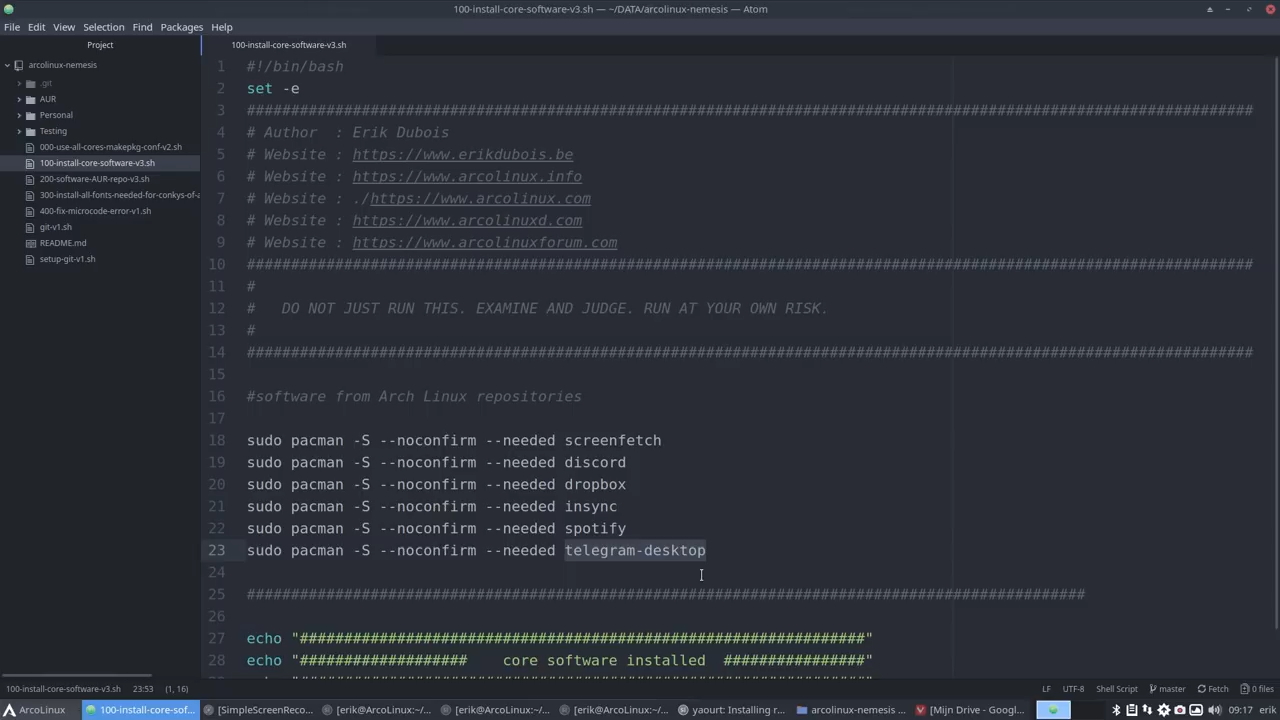 100-install-core-software-v3.sh — ~/DATA/arcolinux-nemesis — Atom
File Edit View Selection Find Packages Help
Project
arcolinux-nemesis
.git
AUR
Personal
Testing
000-use-all-cores-makepkg-conf-v2.sh
100-install-core-software-v3.sh
200-software-AUR-repo-v3.sh
300-install-all-fonts-needed-for-conkys-of-a
400-fix-microcode-error-v1.sh
git-v1.sh
README.md
setup-git-v1.sh
100-install-core-software-v3.sh
1 #!/bin/bash
2 set -e
3 ##################################################################################################################
4 # Author  : Erik Dubois
5 # Website : https://www.erikdubois.be
6 # Website : https://www.arcolinux.info
7 # Website : ./https://www.arcolinux.com
8 # Website : https://www.arcolinuxd.com
9 # Website : https://www.arcolinuxforum.com
10 ##################################################################################################################
11 #
12 #   DO NOT JUST RUN THIS. EXAMINE AND JUDGE. RUN AT YOUR OWN RISK.
13 #
14 ##################################################################################################################
15
16 #software from Arch Linux repositories
17
18 sudo pacman -S --noconfirm --needed screenfetch
19 sudo pacman -S --noconfirm --needed discord
20 sudo pacman -S --noconfirm --needed dropbox
21 sudo pacman -S --noconfirm --needed insync
22 sudo pacman -S --noconfirm --needed spotify
23 sudo pacman -S --noconfirm --needed telegram-desktop
24
25 ###############################################################################################
26
27 echo "################################################################"
28 echo "###################    core software installed  ################"
100-install-core-software-v3.sh 23:53 (1, 16) LF UTF-8 Shell Script master Fetch 0 files
ArcoLinux 100-install-core-sof... [SimpleScreenReco... [erik@ArcoLinux:~/... [erik@ArcoLinux:~/... [erik@ArcoLinux:~/... yaourt: Installing r... arcolinux-nemesis ... [Mijn Drive - Googl... 09:17 erik